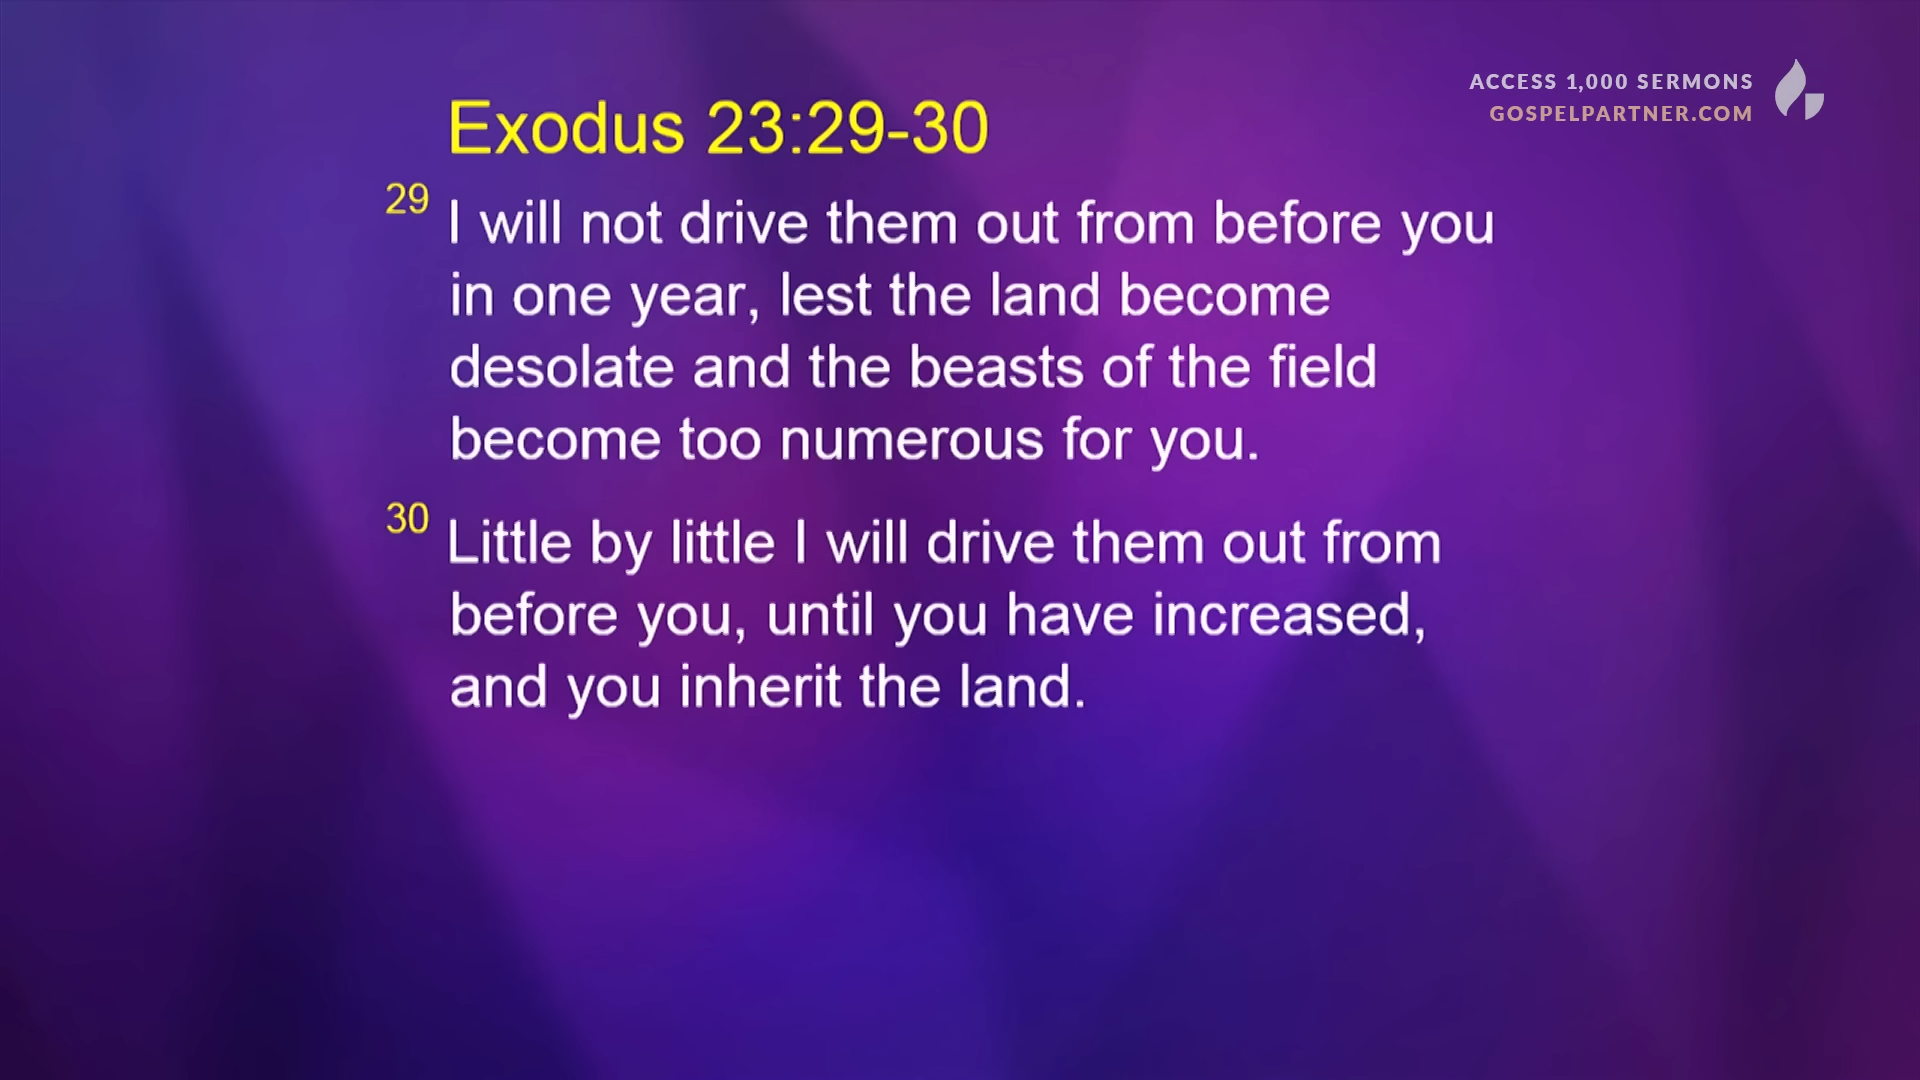 ACCESS 1,000 SERMONS
GOSPELPARTNER.COM
Exodus 23:29-30
29 I will not drive them out from before you
in one year, lest the land become
desolate and the beasts of the field
become too numerous for you.
30 Little by little I will drive them out from
before you, until you have increased,
and you inherit the land.